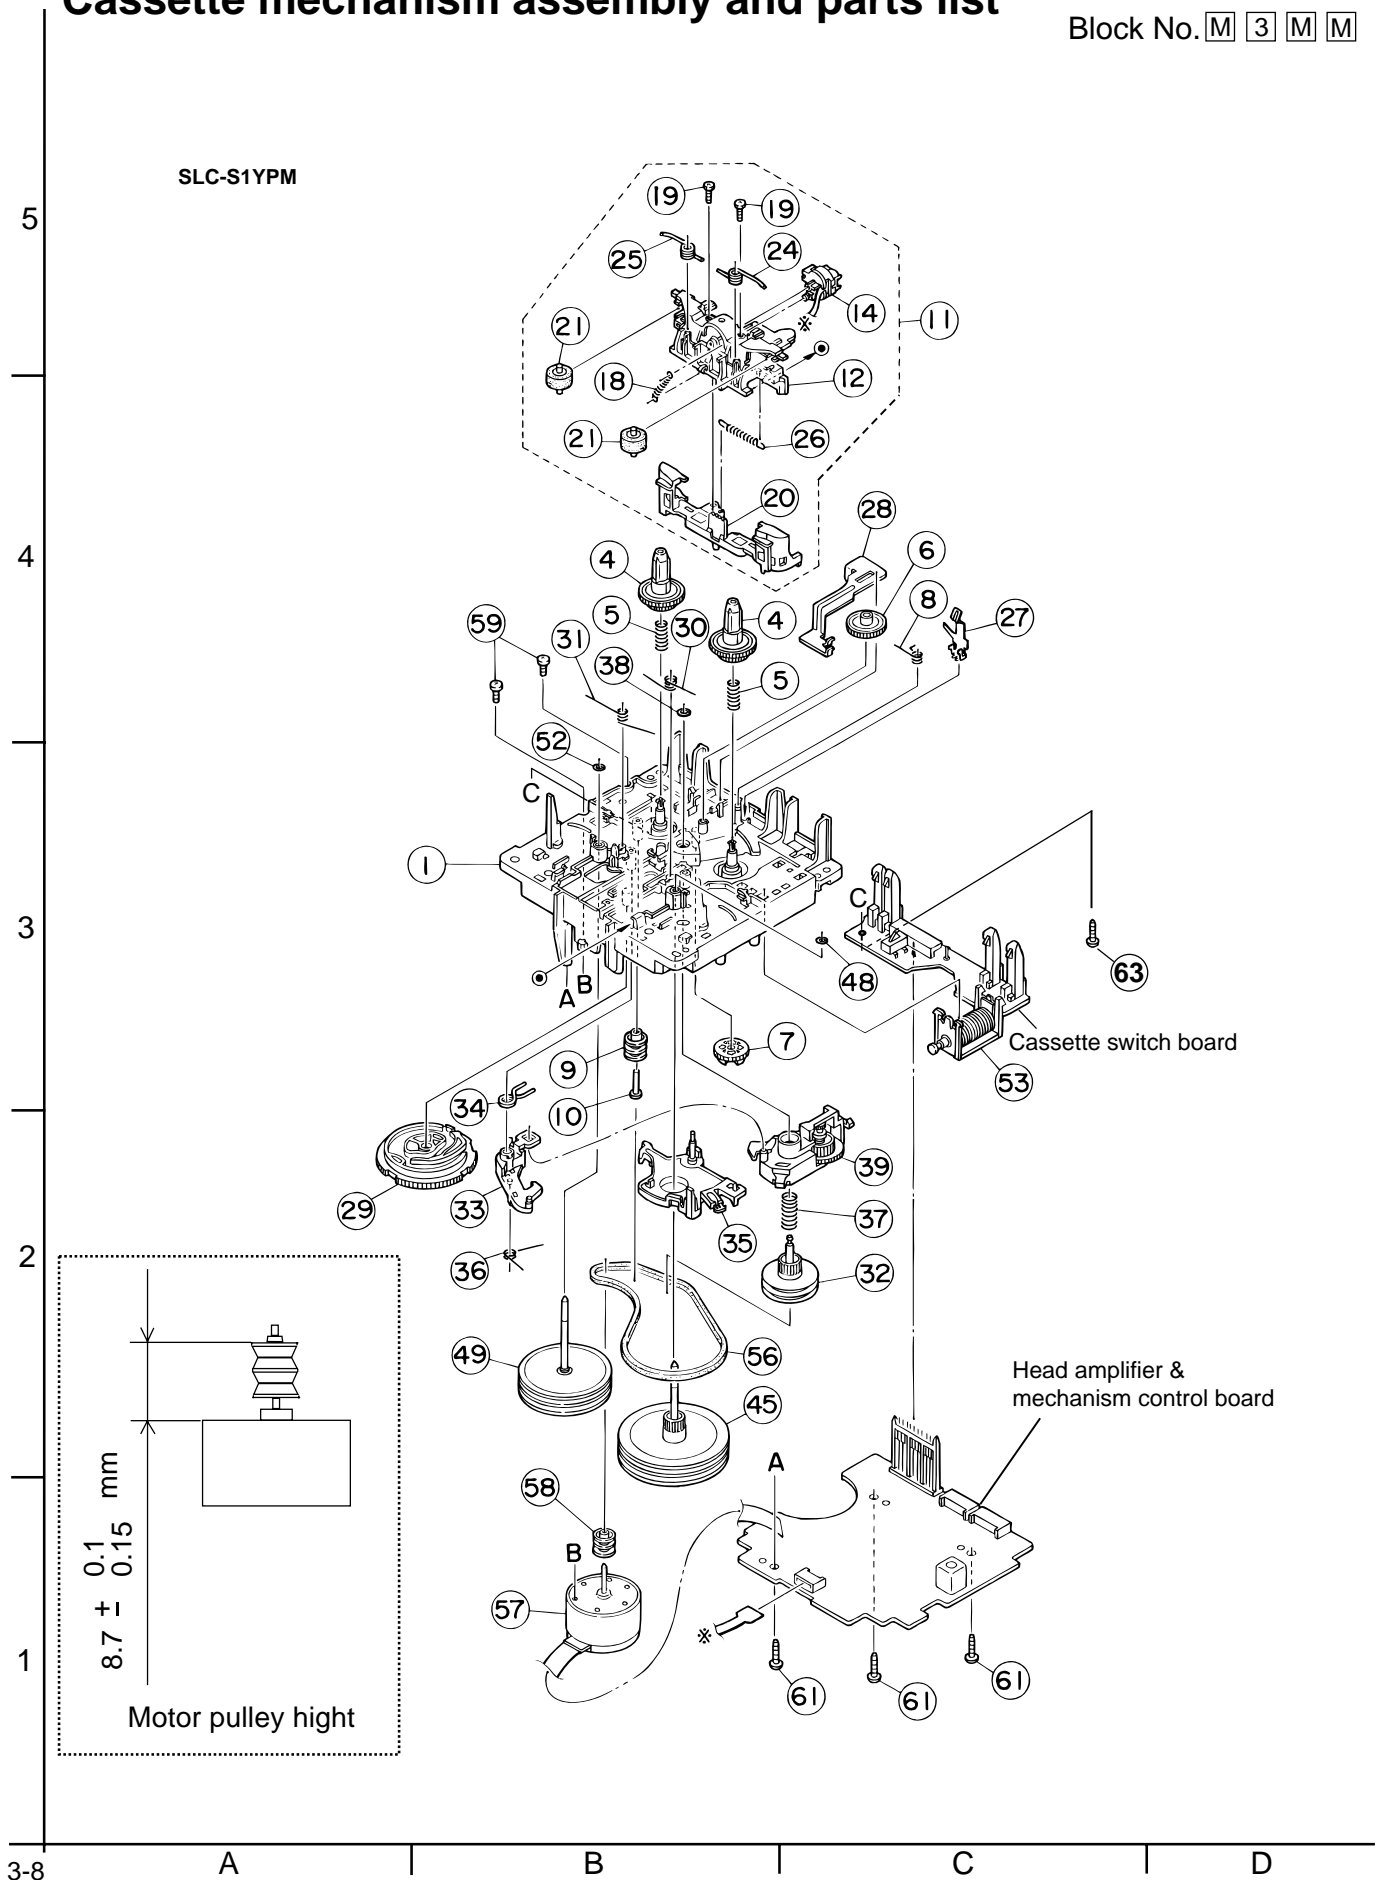 Cassette mechanism assembly and parts list
Block No. M 3 M M
SLC-S1YPM
5
19
19
25
24
14
11
21
18
12
21
26
20
28
4
4
6
5
30
8
27
59
31
38
5
52
C
1
C
3
63
48
A
B
7
Cassette switch board
9
53
34
10
39
29
33
37
35
2
36
32
49
56
Head amplifier &
mechanism control board
45
A
58
B
57
※
※
61
61
61
1
8.7 ± 0.1
0.15 mm
Motor pulley hight
3-8
A
B
C
D